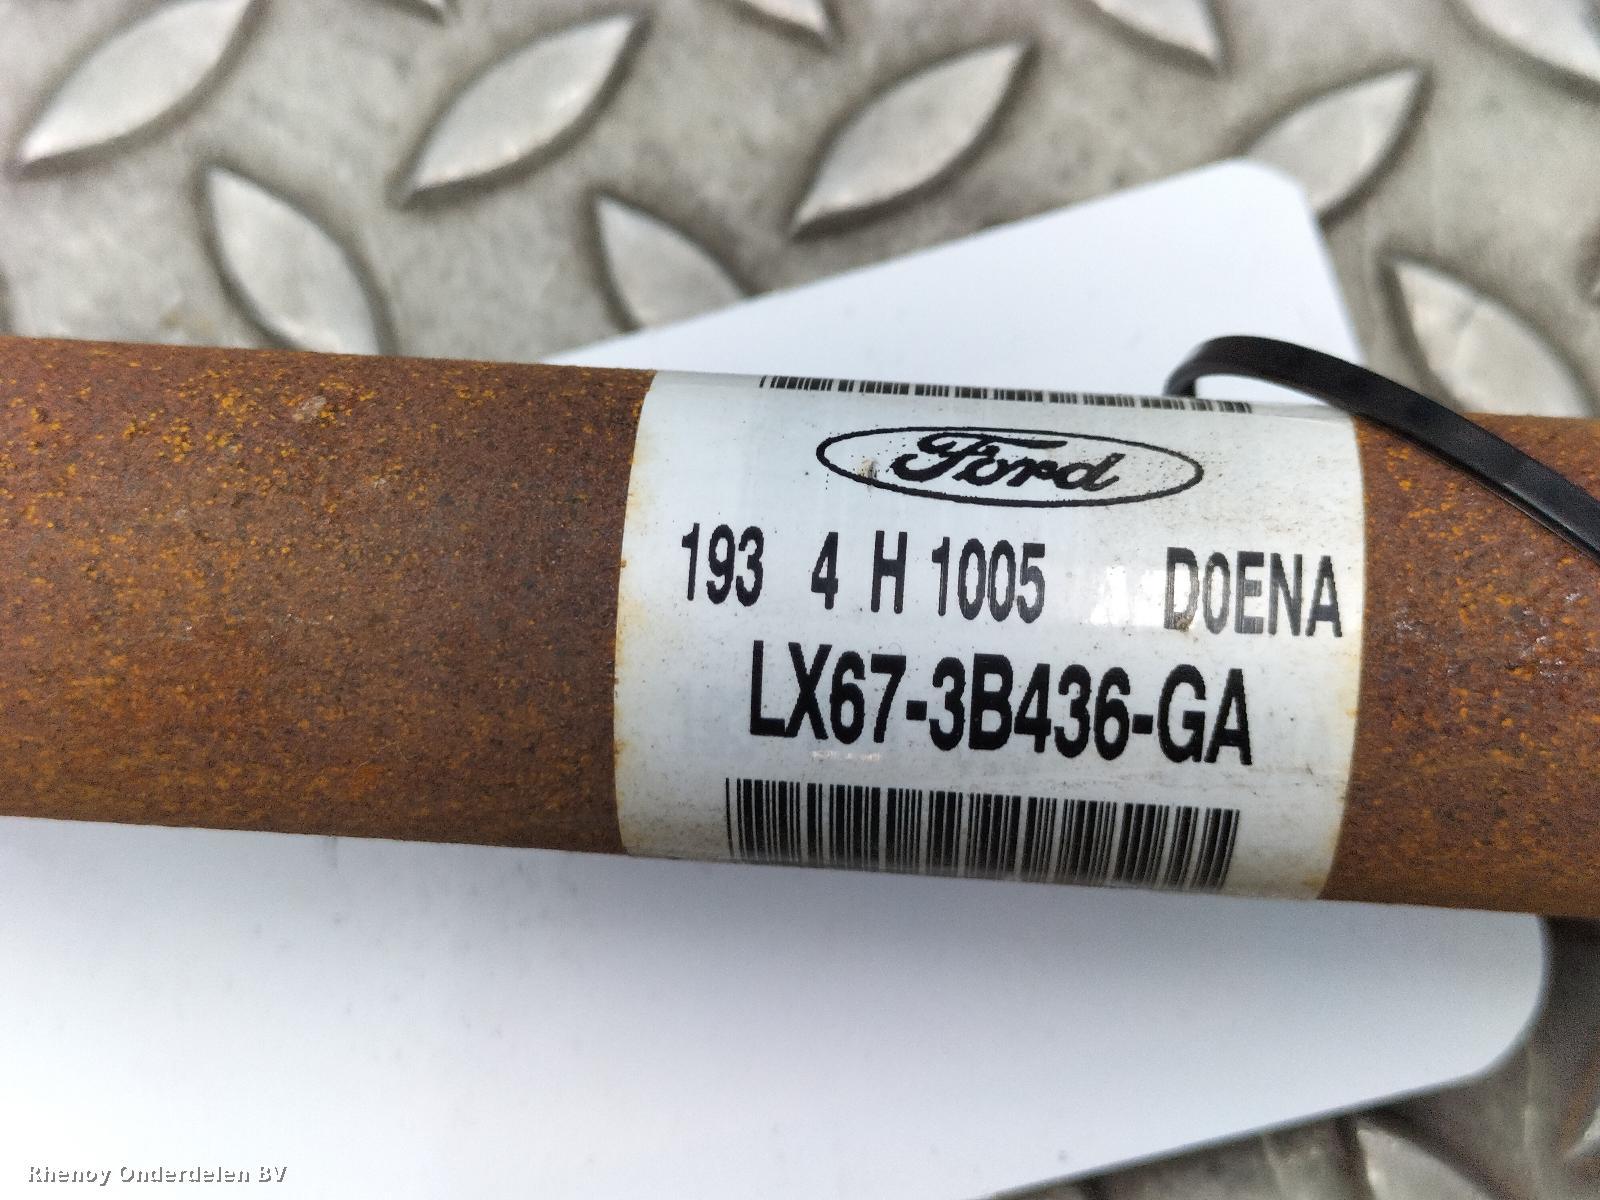 Ford
193 4 H 1005 D0ENA
LX67-3B436-GA
Rhenoy Onderdelen BV